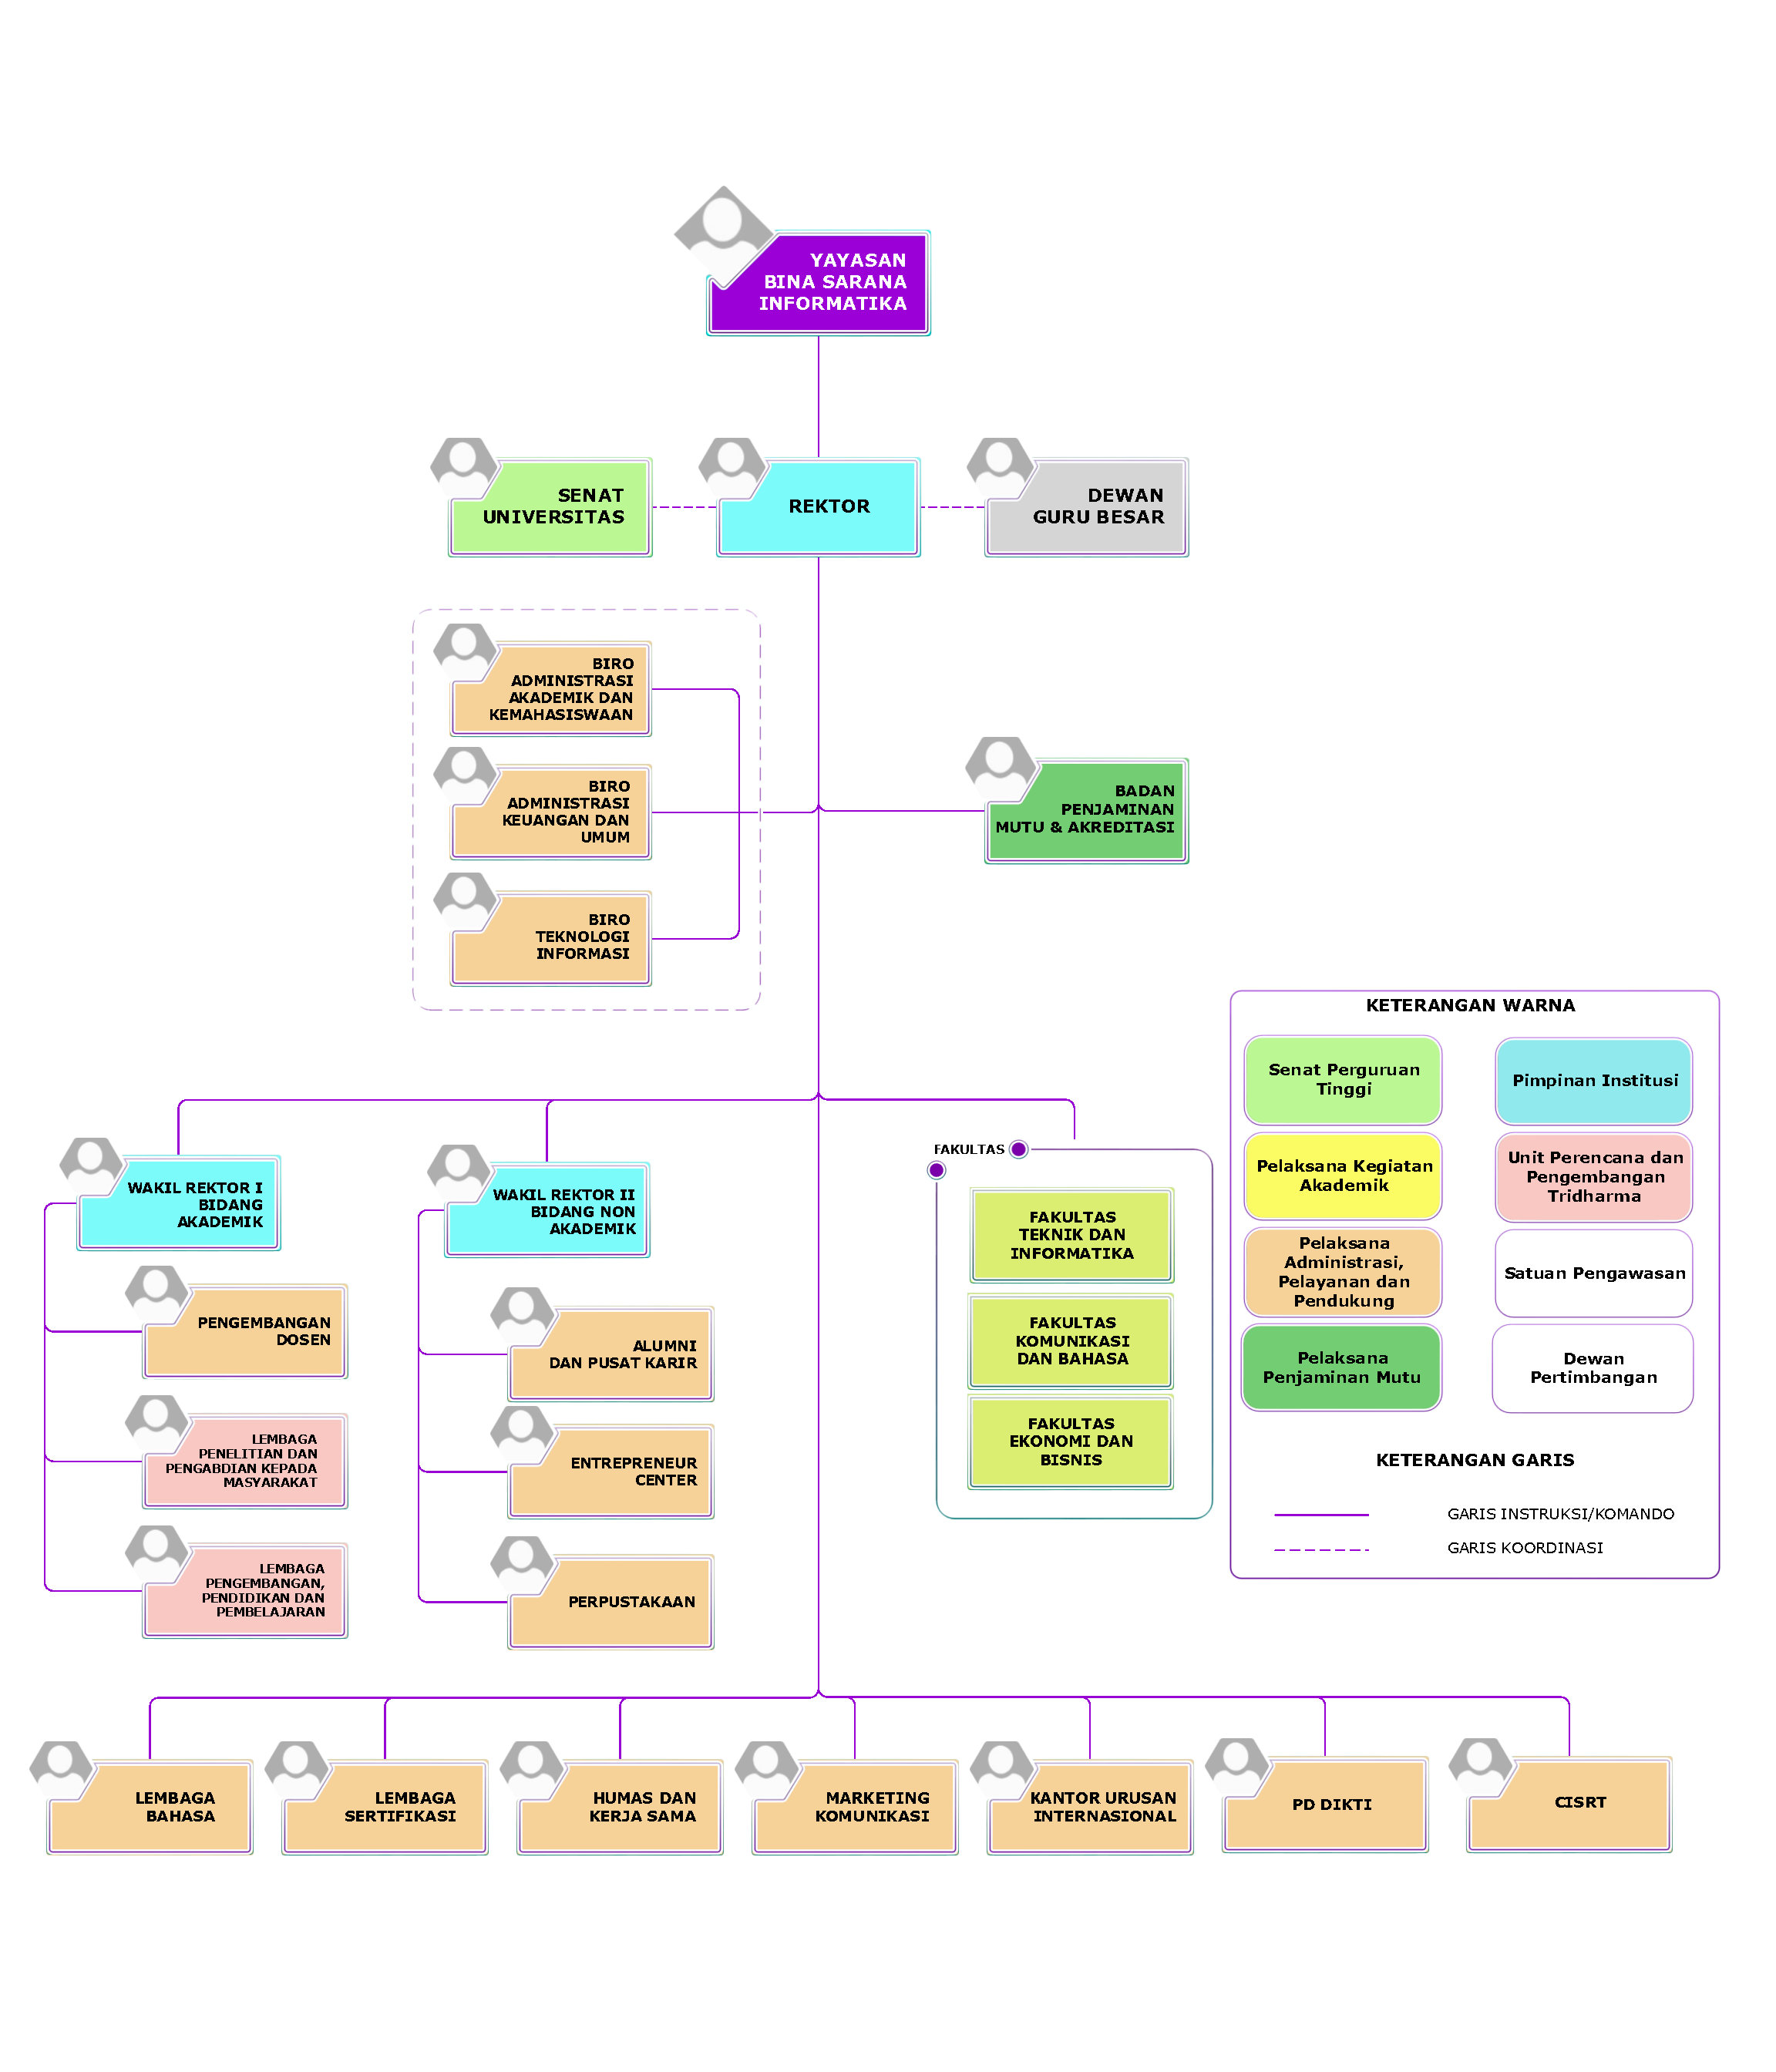 YAYASAN
BINA SARANA
INFORMATIKA
SENAT
UNIVERSITAS
REKTOR
DEWAN
GURU BESAR
BIRO
ADMINISTRASI
AKADEMIK DAN
KEMAHASISWAAN
BIRO
ADMINISTRASI
KEUANGAN DAN
UMUM
BIRO
TEKNOLOGI
INFORMASI
BADAN
PENJAMINAN
MUTU & AKREDITASI
WAKIL REKTOR I
BIDANG
AKADEMIK
PENGEMBANGAN
DOSEN
LEMBAGA
PENELITIAN DAN
PENGABDIAN KEPADA
MASYARAKAT
LEMBAGA
PENGEMBANGAN,
PENDIDIKAN DAN
PEMBELAJARAN
WAKIL REKTOR II
BIDANG NON
AKADEMIK
ALUMNI
DAN PUSAT KARIR
ENTREPRENEUR
CENTER
PERPUSTAKAAN
FAKULTAS
FAKULTAS
TEKNIK DAN
INFORMATIKA
FAKULTAS
KOMUNIKASI
DAN BAHASA
FAKULTAS
EKONOMI DAN
BISNIS
KETERANGAN WARNA
Senat Perguruan
Tinggi
Pimpinan Institusi
Pelaksana Kegiatan
Akademik
Unit Perencana dan
Pengembangan
Tridharma
Pelaksana
Administrasi,
Pelayanan dan
Pendukung
Satuan Pengawasan
Pelaksana
Penjaminan Mutu
Dewan
Pertimbangan
KETERANGAN GARIS
GARIS INSTRUKSI/KOMANDO
GARIS KOORDINASI
LEMBAGA
BAHASA
LEMBAGA
SERTIFIKASI
HUMAS DAN
KERJA SAMA
MARKETING
KOMUNIKASI
KANTOR URUSAN
INTERNASIONAL
PD DIKTI
CISRT